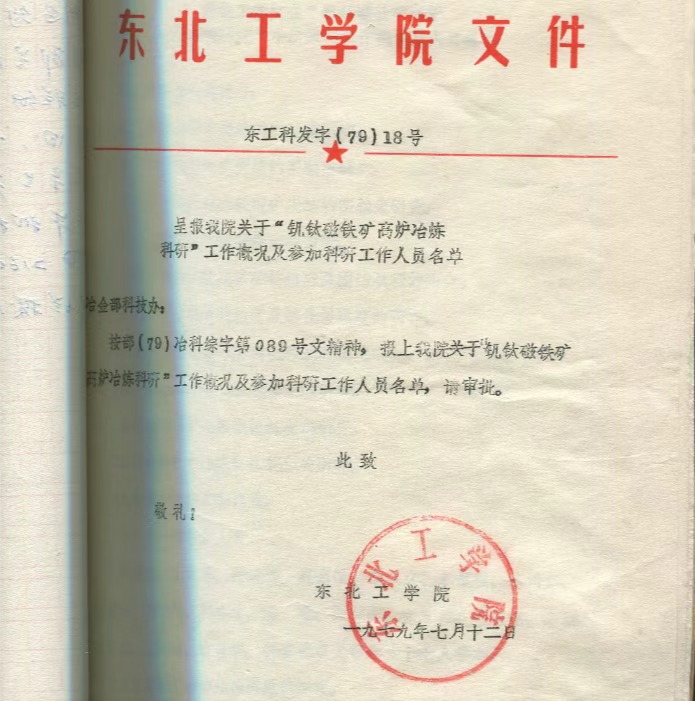 东北工学院文件
东工科发字(79)18号
呈报我院关于“钒钛磁铁矿高炉冶炼
科研”工作概况及参加科研工作人员名单
冶金部科技办:
按部(79)冶科综字第089号文精神,报上我院关于“钒钛磁铁矿
高炉冶炼科研”工作概况及参加科研工作人员名单,请审批。
此致
敬礼:
东北工学院
一九七九年七月十二日
东北工学院